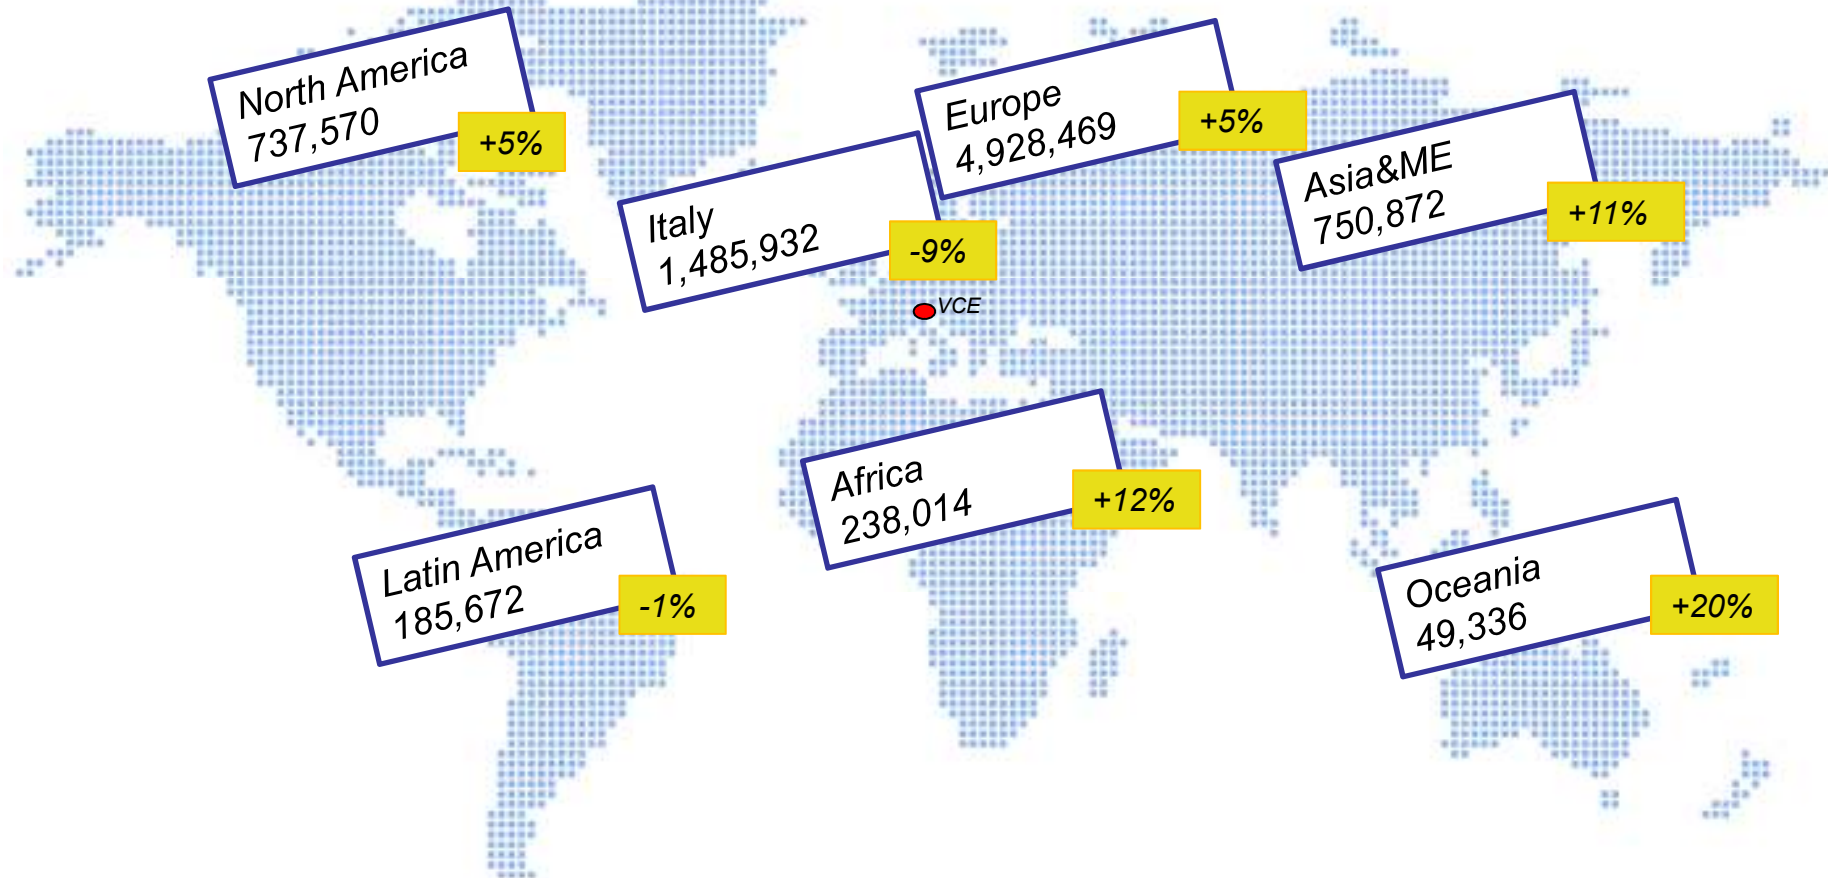 North America
737,570
+5%
Europe
4,928,469
+5%
Asia&ME
750,872
+11%
Italy
1,485,932
-9%
VCE
Africa
238,014
+12%
Latin America
185,672
-1%
Oceania
49,336
+20%